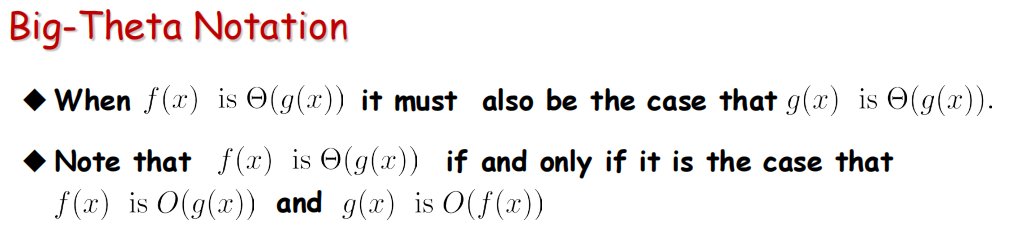 Big-Theta Notation
◆ When f(x) is Θ(g(x)) it must also be the case that g(x) is Θ(g(x)).
◆ Note that f(x) is Θ(g(x)) if and only if it is the case that
f(x) is O(g(x)) and g(x) is O(f(x))